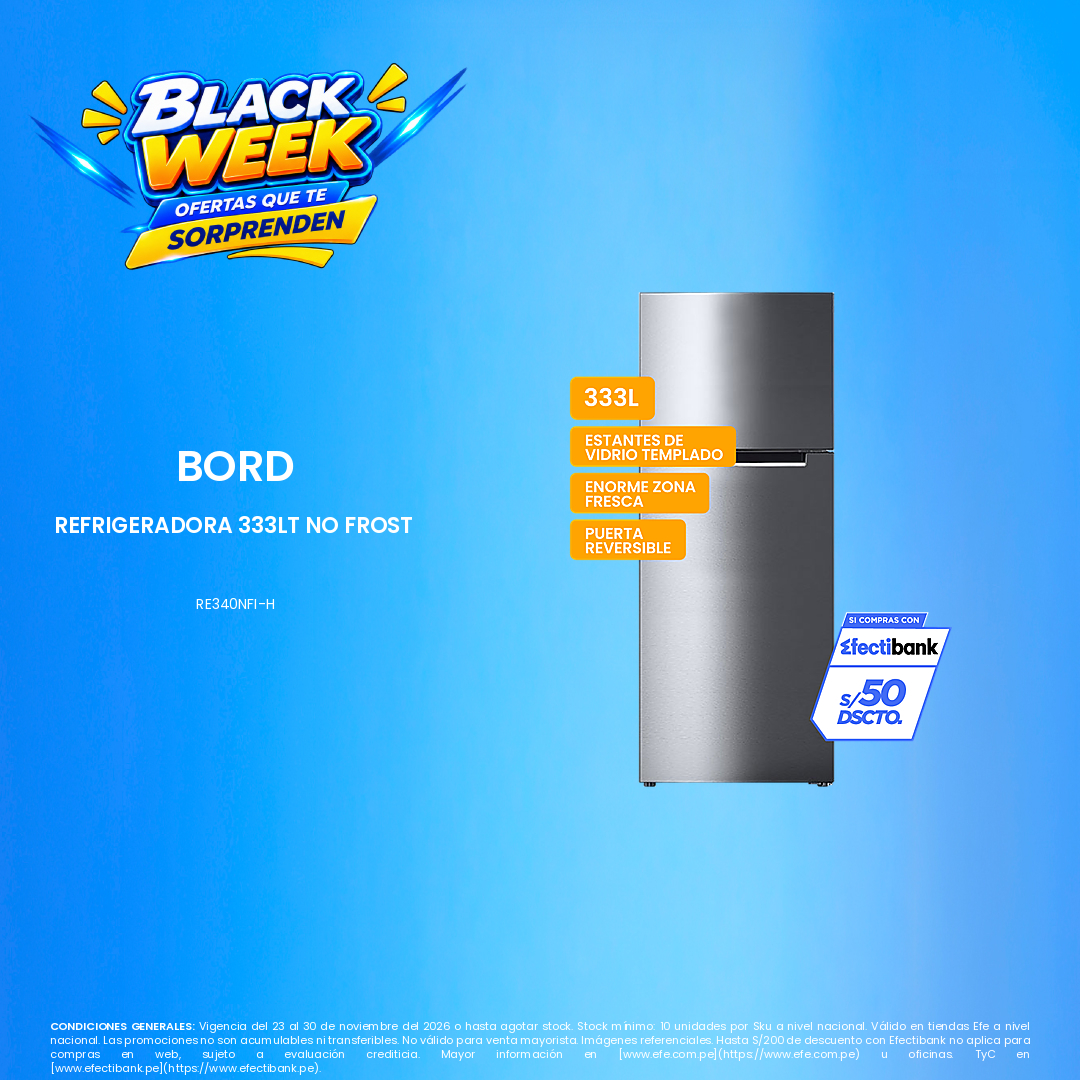 BLACK
WEEK
OFERTAS QUE TE
SORPRENDEN
333L
ESTANTES DE
VIDRIO TEMPLADO
ENORME ZONA
FRESCA
PUERTA
REVERSIBLE
BORD
REFRIGERADORA 333LT NO FROST
RE340NFI-H
SI COMPRAS CON
Efectibank
S/50
DSCTO.
CONDICIONES GENERALES: Vigencia del 23 al 30 de noviembre del 2026 o hasta agotar stock. Stock mínimo: 10 unidades por Sku a nivel nacional. Válido en tiendas Efe a nivel
nacional. Las promociones no son acumulables ni transferibles. No válido para venta mayorista. Imágenes referenciales. Hasta S/200 de descuento con Efectibank no aplica para
compras en web, sujeto a evaluación crediticia. Mayor información en [www.efe.com.pe](https://www.efe.com.pe) u oficinas. TyC en
[www.efectibank.pe](https://www.efectibank.pe).